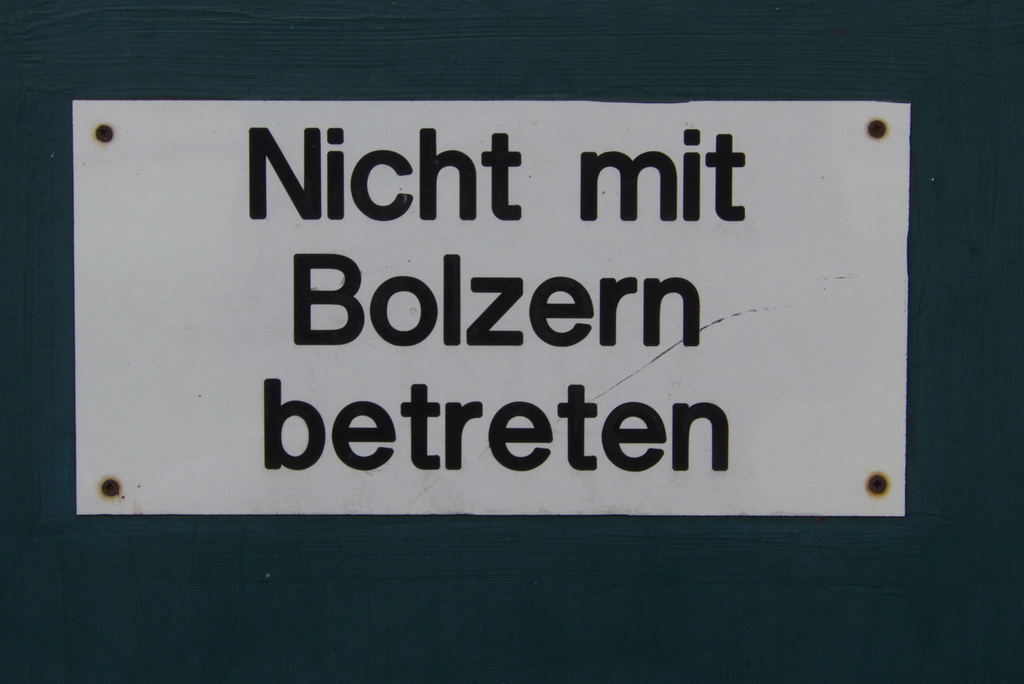 Nicht mit
Bolzern
betreten